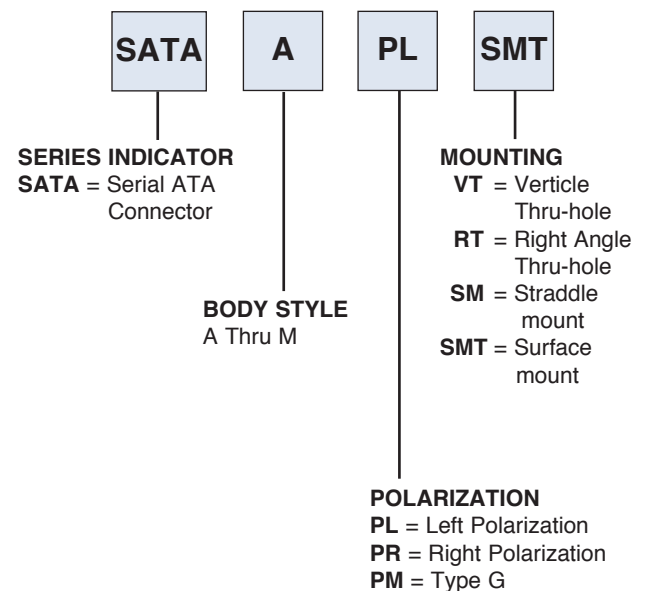 SATA A PL SMT
SERIES INDICATOR
SATA = Serial ATA
Connector
BODY STYLE
A Thru M
MOUNTING
VT = Verticle
Thru-hole
RT = Right Angle
Thru-hole
SM = Straddle
mount
SMT = Surface
mount
POLARIZATION
PL = Left Polarization
PR = Right Polarization
PM = Type G